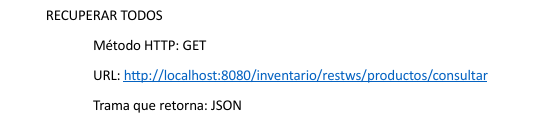 RECUPERAR TODOS
Método HTTP: GET
URL: http://localhost:8080/inventario/restws/productos/consultar
Trama que retorna: JSON